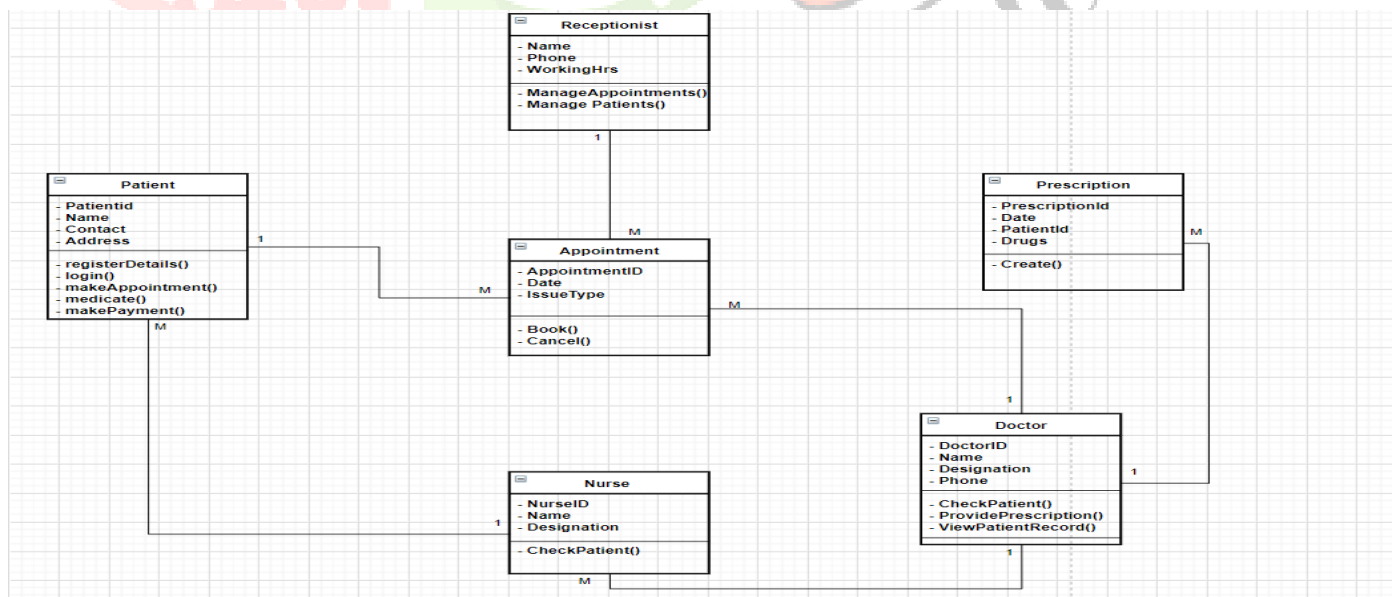 Receptionist
- Name
- Phone
- WorkingHrs
- ManageAppointments()
- Manage Patients()
1
M
Patient
- Patientid
- Name
- Contact
- Address
- registerDetails()
- login()
- makeAppointment()
- medicate()
- makePayment()
1
M
M
Appointment
- AppointmentID
- Date
- IssueType
- Book()
- Cancel()
M
1
Prescription
- PrescriptionId
- Date
- PatientId
- Drugs
- Create()
M
Doctor
- DoctorID
- Name
- Designation
- Phone
- CheckPatient()
- ProvidePrescription()
- ViewPatientRecord()
1
1
Nurse
- NurseID
- Name
- Designation
- CheckPatient()
1
M